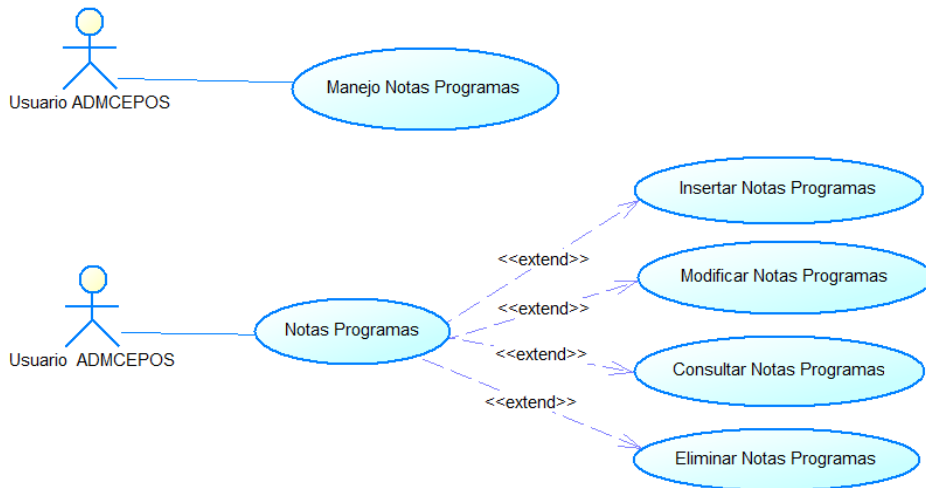 Manejo Notas Programas
Usuario ADMCEPOS
Insertar Notas Programas
<<extend>>
Modificar Notas Programas
<<extend>>
Notas Programas
Usuario ADMCEPOS
<<extend>>
Consultar Notas Programas
<<extend>>
Eliminar Notas Programas